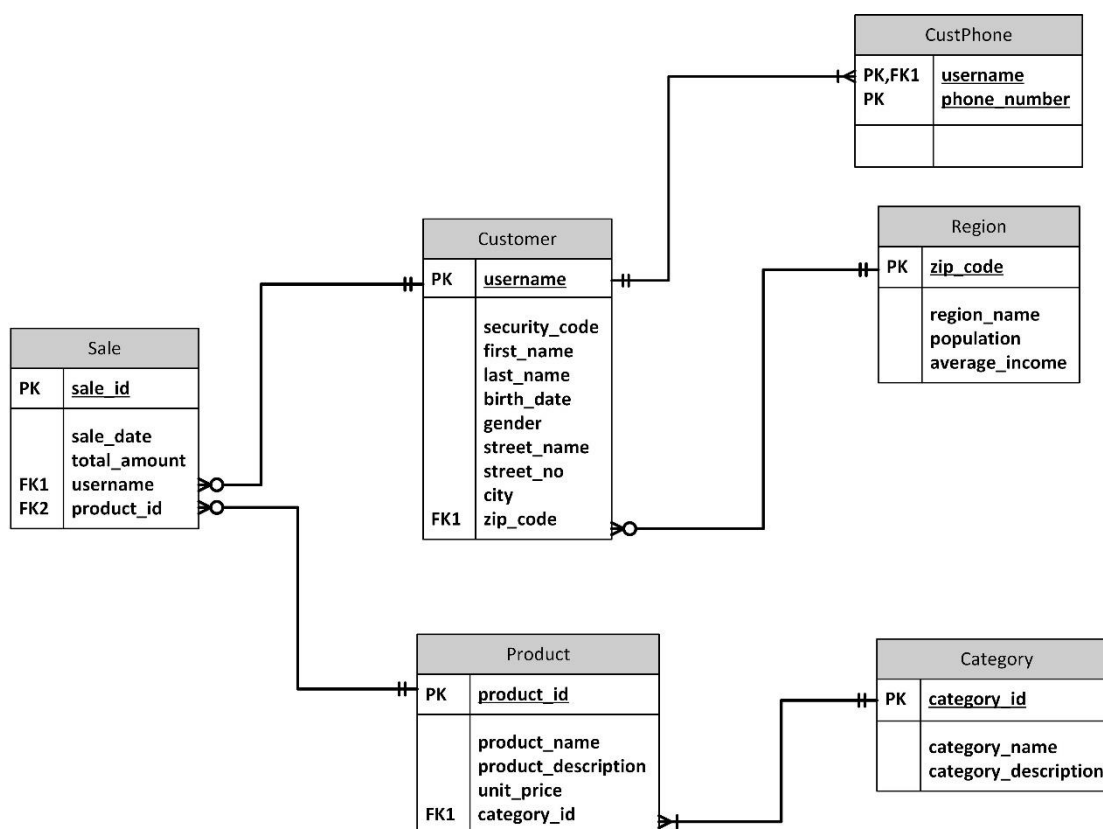 CustPhone
PK,FK1 username
PK phone_number
Region
PK zip_code
region_name
population
average_income
Customer
PK username
security_code
first_name
last_name
birth_date
gender
street_name
street_no
city
FK1 zip_code
Sale
PK sale_id
sale_date
total_amount
FK1 username
FK2 product_id
Product
PK product_id
product_name
product_description
unit_price
FK1 category_id
Category
PK category_id
category_name
category_description